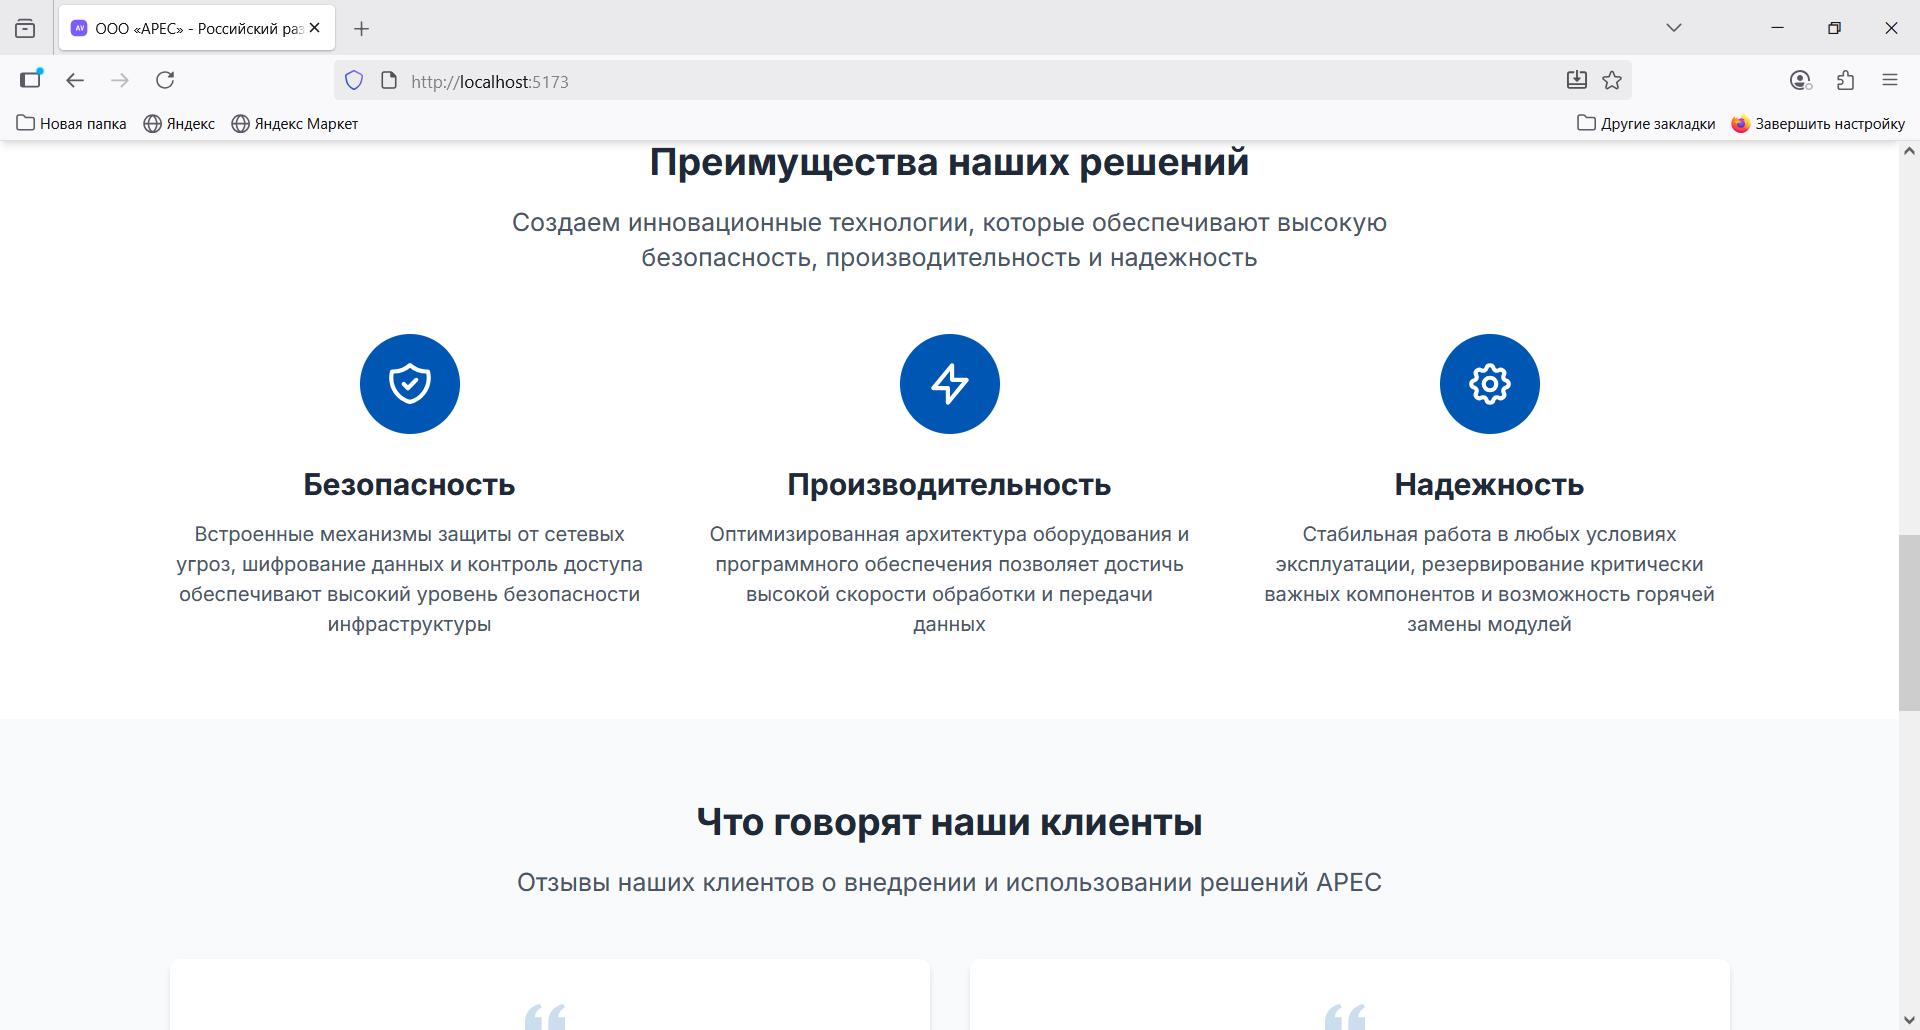 AV ООО «АРЕС» - Российский раз
http://localhost:5173
Новая папка Яндекс Яндекс Маркет Другие закладки Завершить настройку
Преимущества наших решений
Создаем инновационные технологии, которые обеспечивают высокую
безопасность, производительность и надежность
Безопасность
Встроенные механизмы защиты от сетевых
угроз, шифрование данных и контроль доступа
обеспечивают высокий уровень безопасности
инфраструктуры
Производительность
Оптимизированная архитектура оборудования и
программного обеспечения позволяет достичь
высокой скорости обработки и передачи
данных
Надежность
Стабильная работа в любых условиях
эксплуатации, резервирование критически
важных компонентов и возможность горячей
замены модулей
Что говорят наши клиенты
Отзывы наших клиентов о внедрении и использовании решений АРЕС